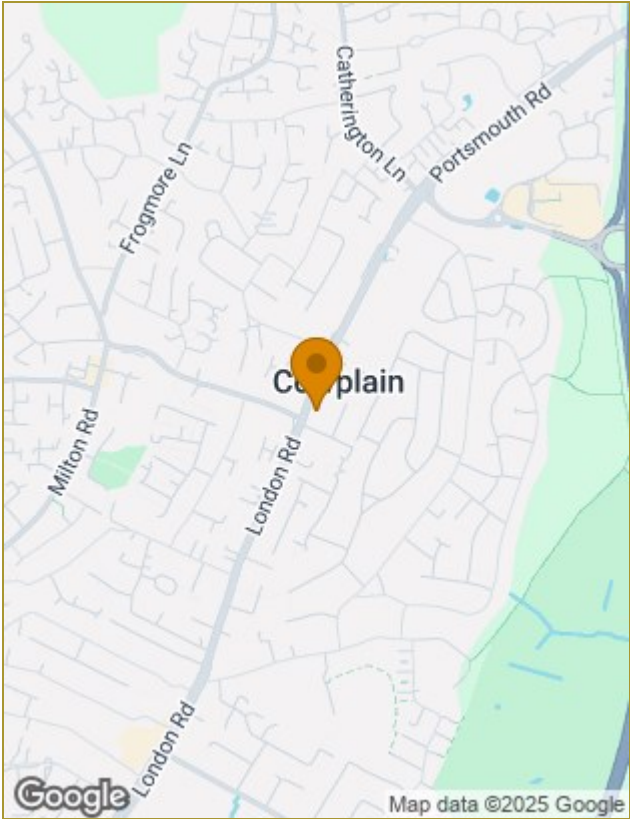 Catherington Ln
Portsmouth Rd
Frogmore Ln
Milton Rd
London Rd
London Rd
Google
Map data ©2025 Google